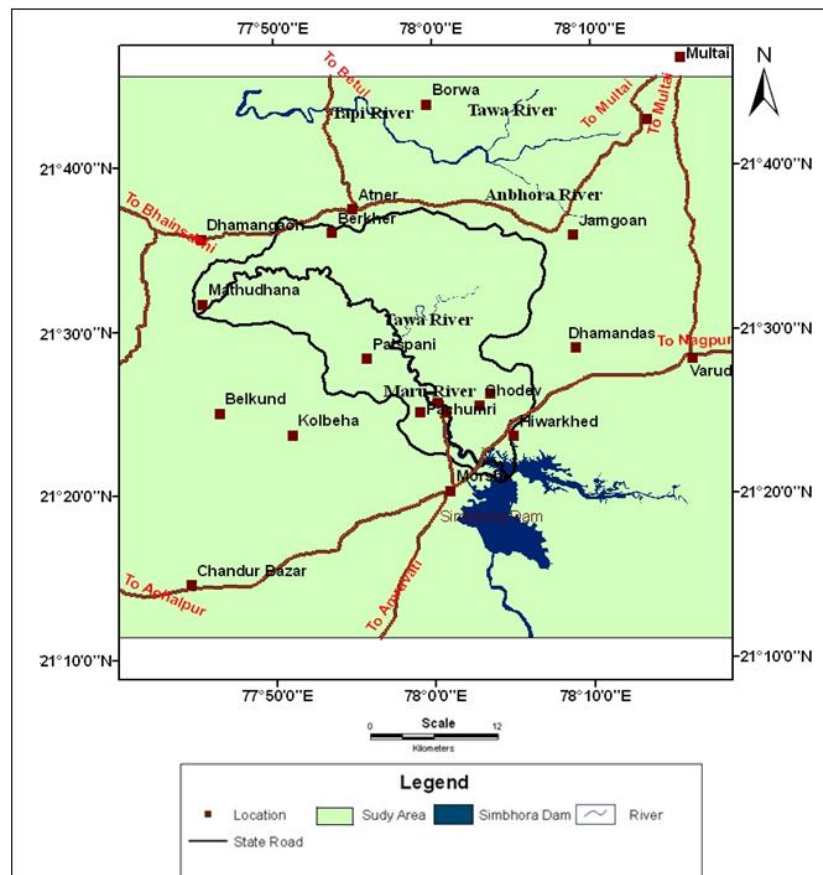 77°50'0"E 78°0'0"E 78°10'0"E
Multai
N
To Betul
To Multai
To Multai
Borwa
Tapi River
Tawa River
21°40'0"N
21°40'0"N
Anbhora River
To Bhainsdehi
Atner
Dhamangaon
Berkher
Jamgoan
Mathudhana
21°30'0"N
21°30'0"N
Tawa River
Dhamandas
To Nagpur
Patspani
Varud
Maru River
Ghodev
Belkund
Pachumri
Kolbeha
Hiwarkhed
21°20'0"N
21°20'0"N
Morshi
Simbhora Dam
Chandur Bazar
To Achalpur
To Amravati
21°10'0"N
21°10'0"N
77°50'0"E 78°0'0"E 78°10'0"E
0 Scale 12
Kilometers
Legend
Location Sudy Area Simbhora Dam River
State Road